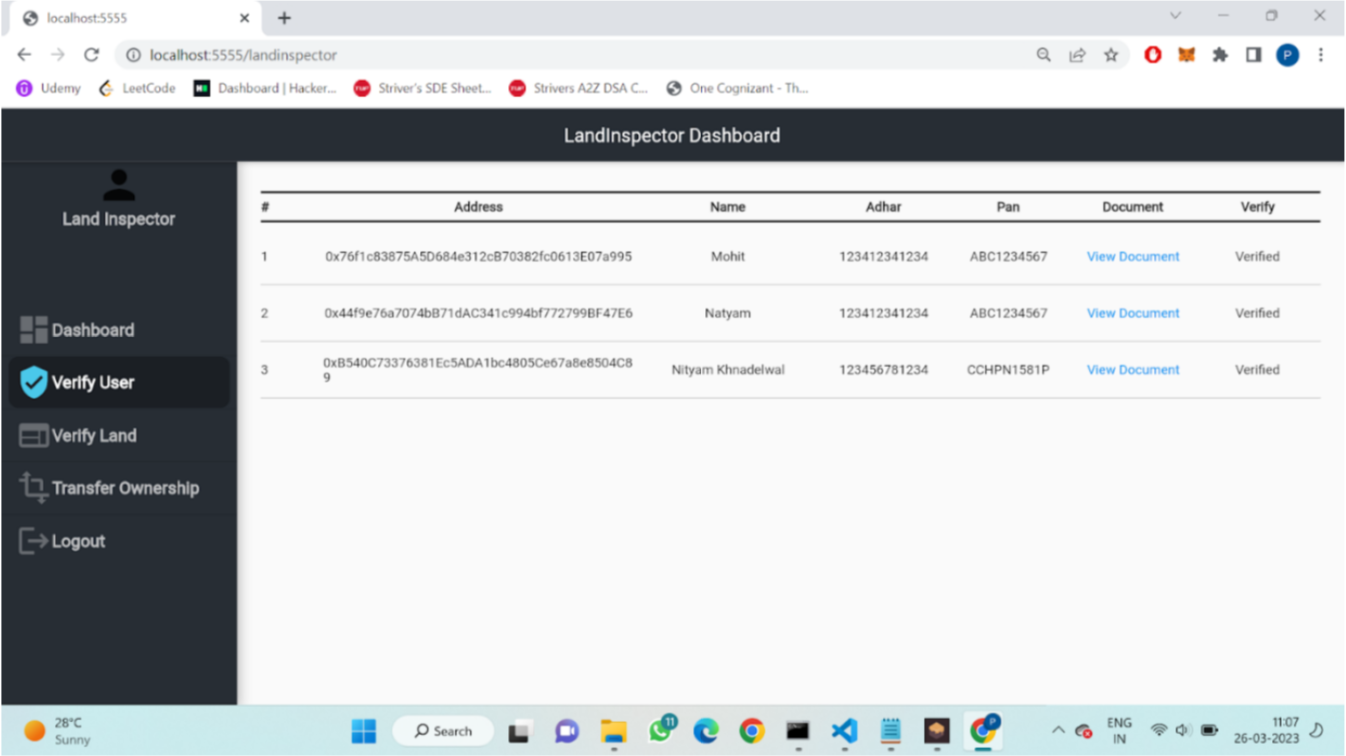 localhost:5555
localhost:5555/landinspector
Udemy LeetCode Dashboard | Hacker... Striver's SDE Sheet... Strivers A2Z DSA C... One Cognizant - Th...
LandInspector Dashboard
Land Inspector
Dashboard
Verify User
Verify Land
Transfer Ownership
Logout
# Address Name Adhar Pan Document Verify
1 0x76f1c83875A5D684e312cB70382fc0613E07a995 Mohit 123412341234 ABC1234567 View Document Verified
2 0x44f9e76a7074bB71dAC341c994bf772799BF47E6 Natyam 123412341234 ABC1234567 View Document Verified
3 0xB540C73376381Ec5ADA1bc4805Ce67a8e8504C8 Nityam Khnadelwal 123456781234 CCHPN1581P View Document Verified
9
28°C
Sunny
Search
11
P
ENG
IN
11:07
26-03-2023